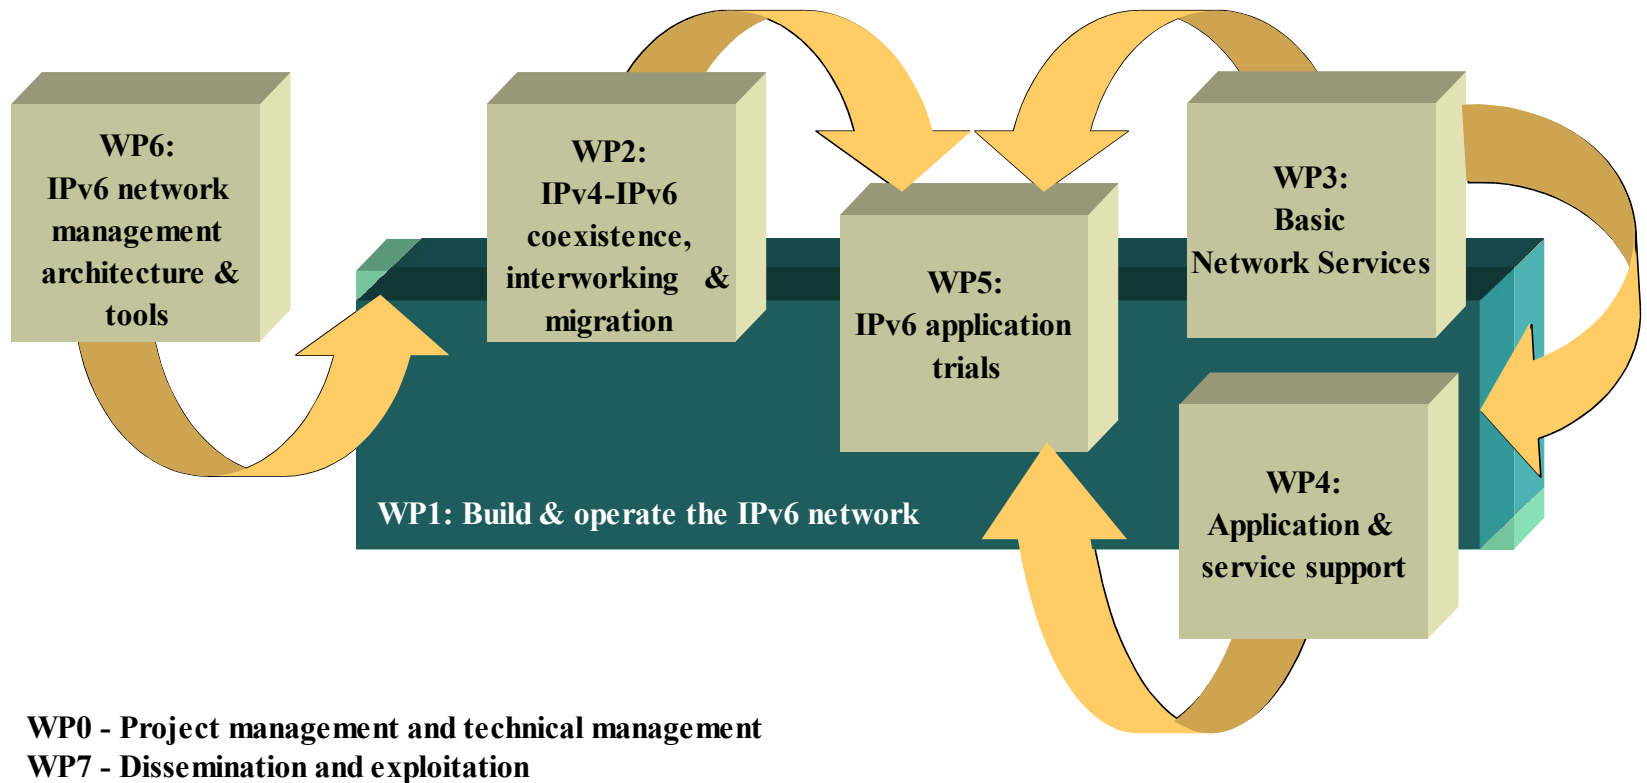 WP6:
IPv6 network
management
architecture &
tools
WP2:
IPv4-IPv6
coexistence,
interworking &
migration
WP5:
IPv6 application
trials
WP3:
Basic
Network Services
WP4:
Application &
service support
WP1: Build & operate the IPv6 network
WP0 - Project management and technical management
WP7 - Dissemination and exploitation